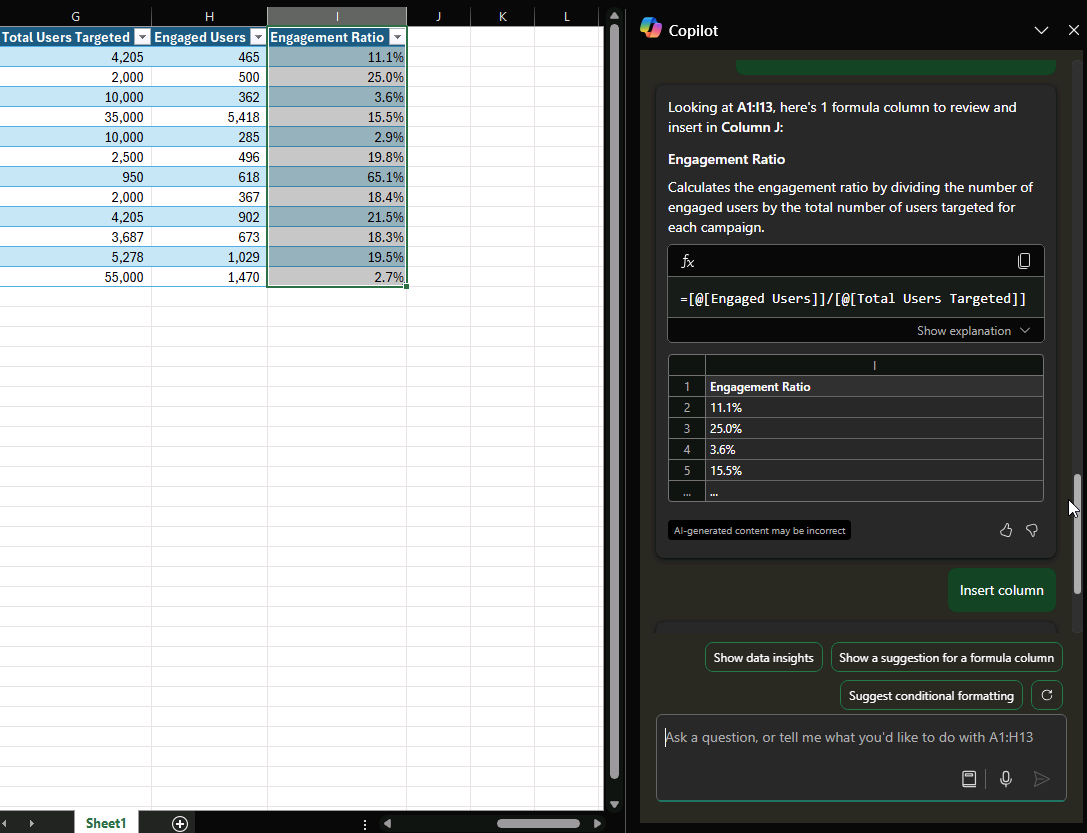 G H I J K L
Total Users Targeted Engaged Users Engagement Ratio
4,205 465 11.1%
2,000 500 25.0%
10,000 362 3.6%
35,000 5,418 15.5%
10,000 285 2.9%
2,500 496 19.8%
950 618 65.1%
2,000 367 18.4%
4,205 902 21.5%
3,687 673 18.3%
5,278 1,029 19.5%
55,000 1,470 2.7%
Sheet1
Copilot
Looking at A1:I13, here's 1 formula column to review and
insert in Column J:
Engagement Ratio
Calculates the engagement ratio by dividing the number of
engaged users by the total number of users targeted for
each campaign.
fx
=[@[Engaged Users]]/[@[Total Users Targeted]]
Show explanation
I
1 Engagement Ratio
2 11.1%
3 25.0%
4 3.6%
5 15.5%
... ...
AI-generated content may be incorrect
Insert column
Show data insights
Show a suggestion for a formula column
Suggest conditional formatting
Ask a question, or tell me what you'd like to do with A1:H13